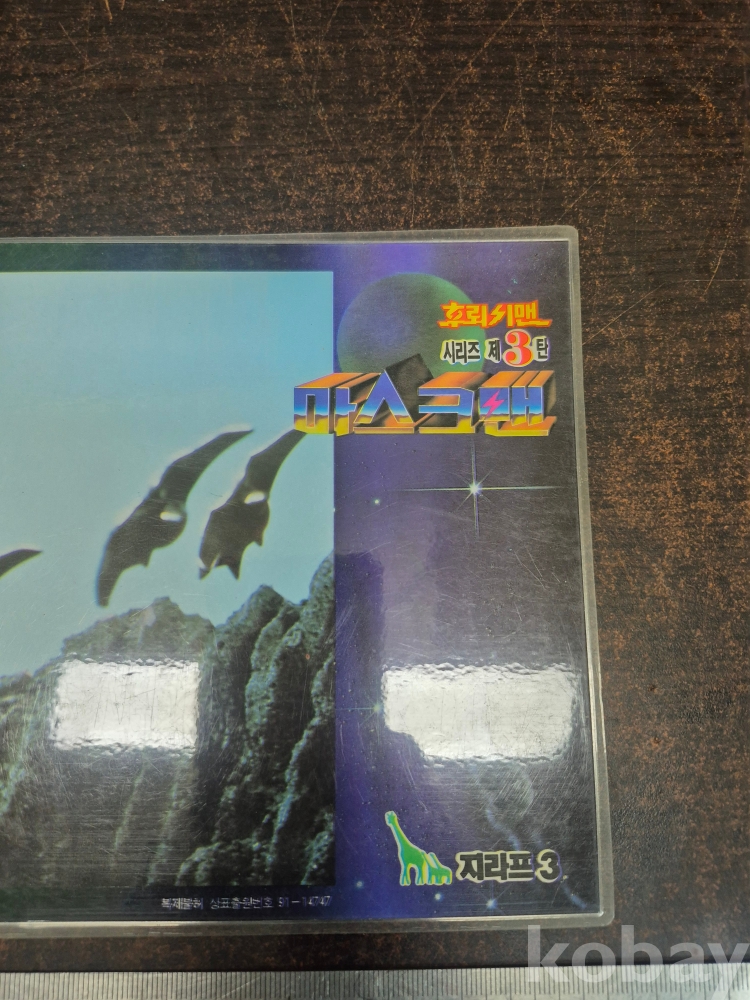 후뢰시맨
시리즈 제3탄
마스크맨
지라프 3
복제불허 상표출원번호 91-14747
kobay